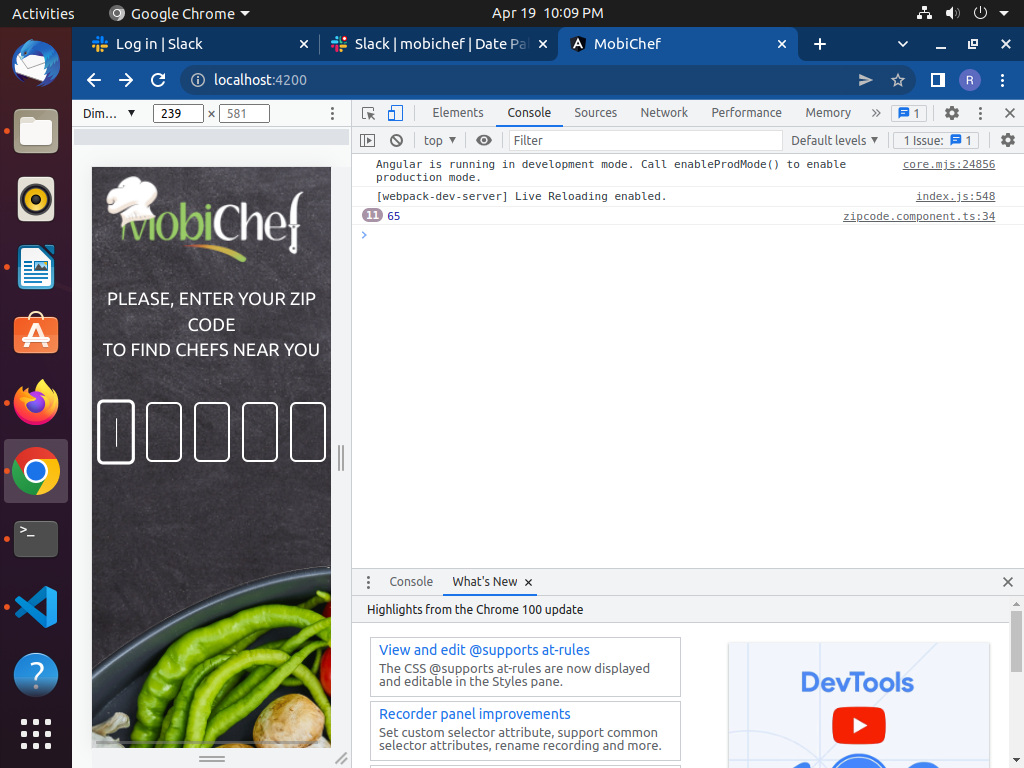 Activities
Google Chrome
Apr 19 10:09 PM
Log in | Slack
Slack | mobichef | Date Pa
MobiChef
localhost:4200
R
Dim...
239 × 581
Elements Console Sources Network Performance Memory » 1
top Filter Default levels 1 Issue: 1
Angular is running in development mode. Call enableProdMode() to enable
production mode.
core.mjs:24856
[webpack-dev-server] Live Reloading enabled.
index.js:548
11 65
zipcode.component.ts:34
MobiChef
PLEASE, ENTER YOUR ZIP
CODE
TO FIND CHEFS NEAR YOU
Console What's New
Highlights from the Chrome 100 update
View and edit @supports at-rules
The CSS @supports at-rules are now displayed
and editable in the Styles pane.
Recorder panel improvements
Set custom selector attribute, support common
selector attributes, rename recording and more.
DevTools